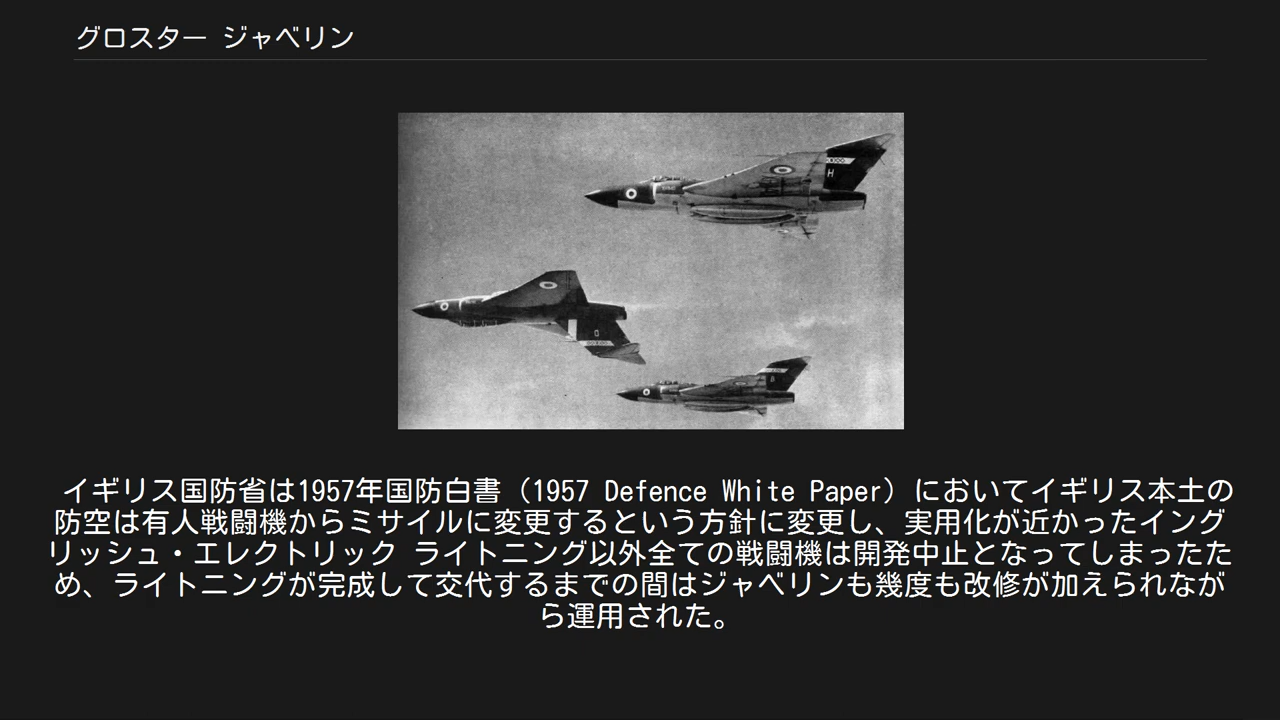 グロスター ジャベリン
H
Q
B
イギリス国防省は1957年国防白書（1957 Defence White Paper）においてイギリス本土の
防空は有人戦闘機からミサイルに変更するという方針に変更し、実用化が近かったイング
リッシュ・エレクトリック ライトニング以外全ての戦闘機は開発中止となってしまったた
め、ライトニングが完成して交代するまでの間はジャベリンも幾度も改修が加えられなが
ら運用された。